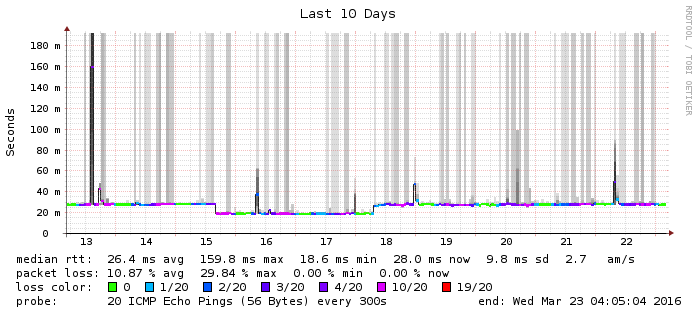 Last 10 Days
RRDTOOL / TOBI OETIKER
Seconds
180 m
160 m
140 m
120 m
100 m
80 m
60 m
40 m
20 m
0
13 14 15 16 17 18 19 20 21 22
median rtt: 26.4 ms avg 159.8 ms max 18.6 ms min 28.0 ms now 9.8 ms sd 2.7 am/s
packet loss: 10.87 % avg 29.84 % max 0.00 % min 0.00 % now
loss color: 0 1/20 2/20 3/20 4/20 10/20 19/20
probe: 20 ICMP Echo Pings (56 Bytes) every 300s end: Wed Mar 23 04:05:04 2016